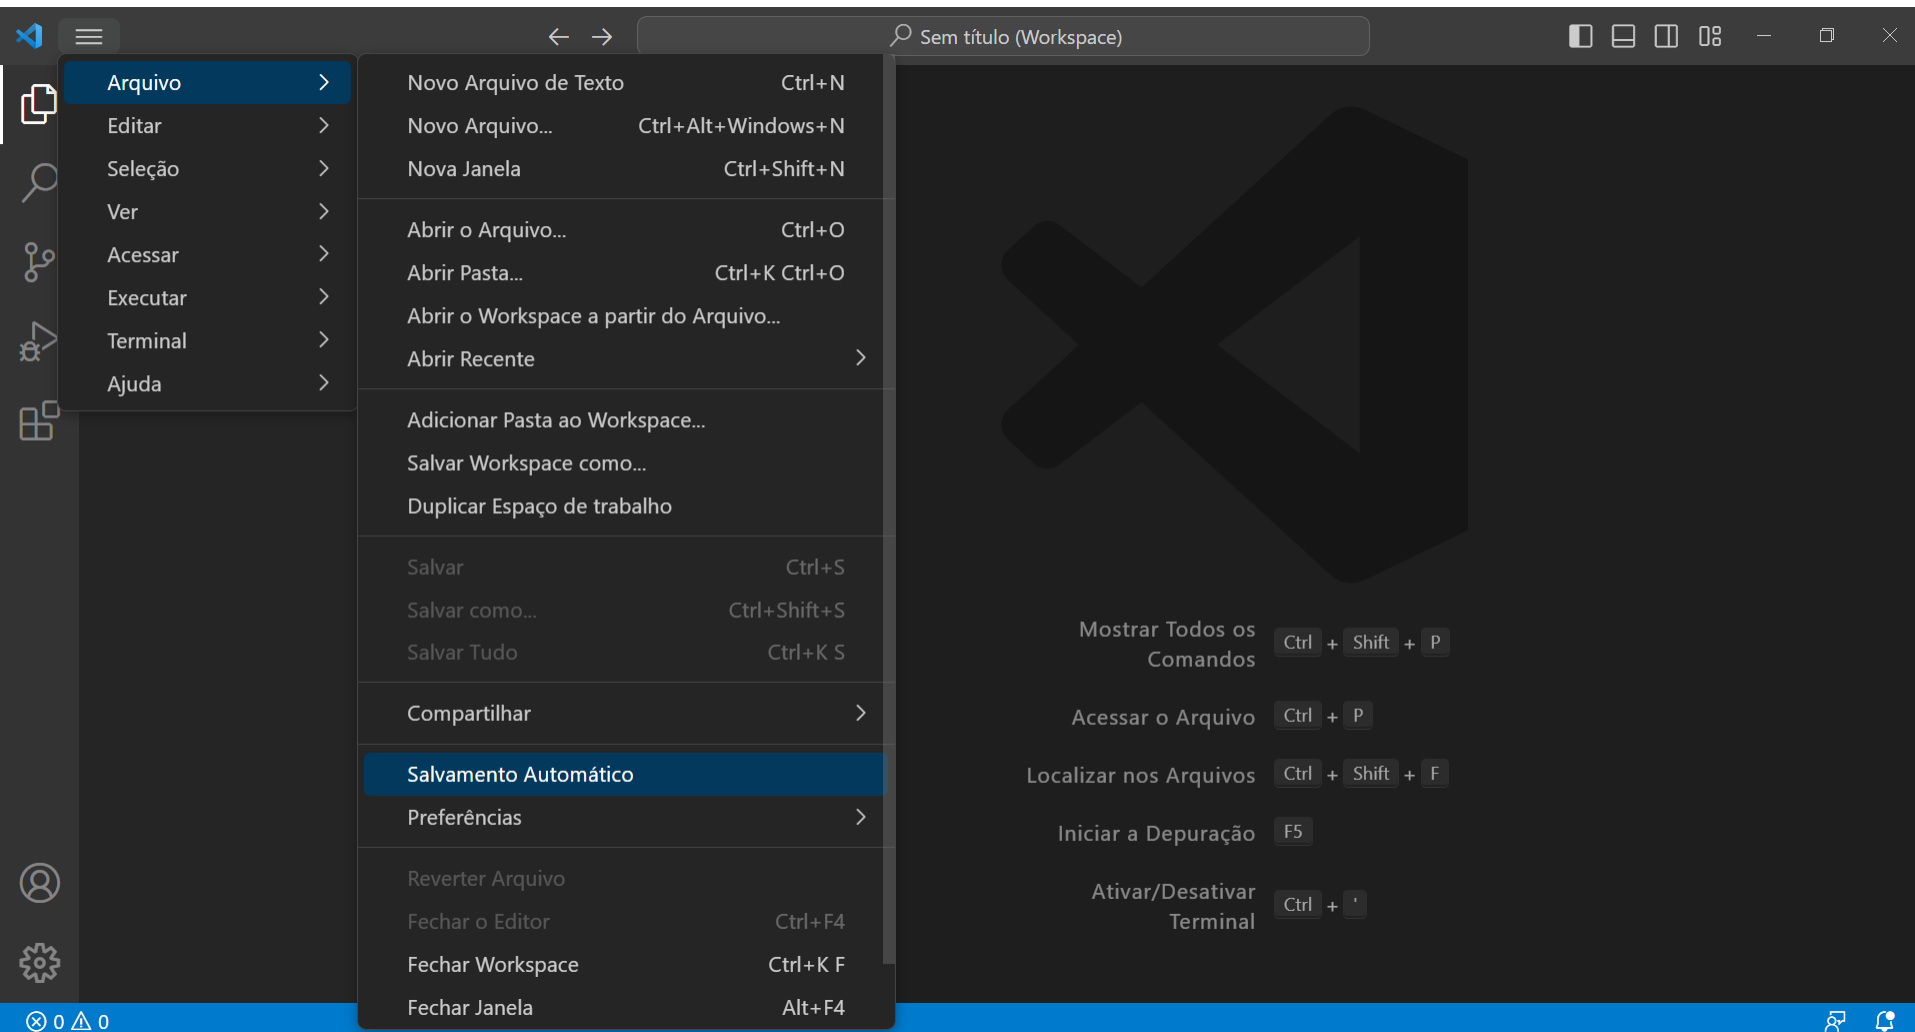 Sem título (Workspace)
Arquivo
Editar
Seleção
Ver
Acessar
Executar
Terminal
Ajuda
Novo Arquivo de Texto Ctrl+N
Novo Arquivo... Ctrl+Alt+Windows+N
Nova Janela Ctrl+Shift+N
Abrir o Arquivo... Ctrl+O
Abrir Pasta... Ctrl+K Ctrl+O
Abrir o Workspace a partir do Arquivo...
Abrir Recente
Adicionar Pasta ao Workspace...
Salvar Workspace como...
Duplicar Espaço de trabalho
Salvar Ctrl+S
Salvar como... Ctrl+Shift+S
Salvar Tudo Ctrl+K S
Compartilhar
Salvamento Automático
Preferências
Reverter Arquivo
Fechar o Editor Ctrl+F4
Fechar Workspace Ctrl+K F
Fechar Janela Alt+F4
Mostrar Todos os
Comandos Ctrl + Shift + P
Acessar o Arquivo Ctrl + P
Localizar nos Arquivos Ctrl + Shift + F
Iniciar a Depuração F5
Ativar/Desativar
Terminal Ctrl + '
0 0